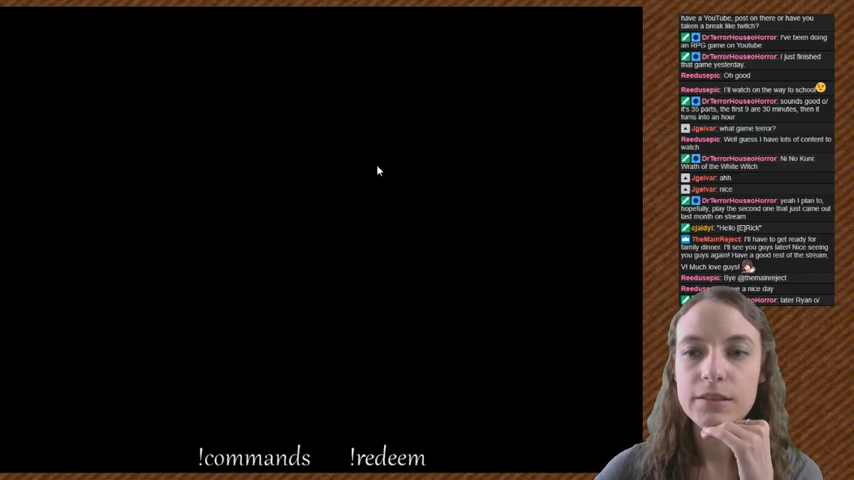 have a YouTube, post on there or have you
taken a break like twitch?
DrTerrorHouseoHorror: I've been doing
an RPG game on Youtube
DrTerrorHouseoHorror: I just finished
that game yesterday.
Reedusepic: Oh good
Reedusepic: I'll watch on the way to school
DrTerrorHouseoHorror: sounds good o/
it's 35 parts, the first 9 are 30 minutes, then it
turns into an hour
Jgelvar: what game terror?
Reedusepic: Well guess I have lots of content to
watch
DrTerrorHouseoHorror: Ni No Kuni:
Wrath of the White Witch
Jgelvar: ahh
Jgelvar: nice
DrTerrorHouseoHorror: yeah I plan to,
hopefully, play the second one that just came out
last month on stream
cjaidyl: "Hello [E]Rick"
TheMainReject: I'll have to get ready for
family dinner. I'll see you guys later! Nice seeing
you guys again! Have a good rest of the stream,
V! Much love guys!
Reedusepic: Bye @themainreject
a nice day
later Ryan o/
!commands !redeem